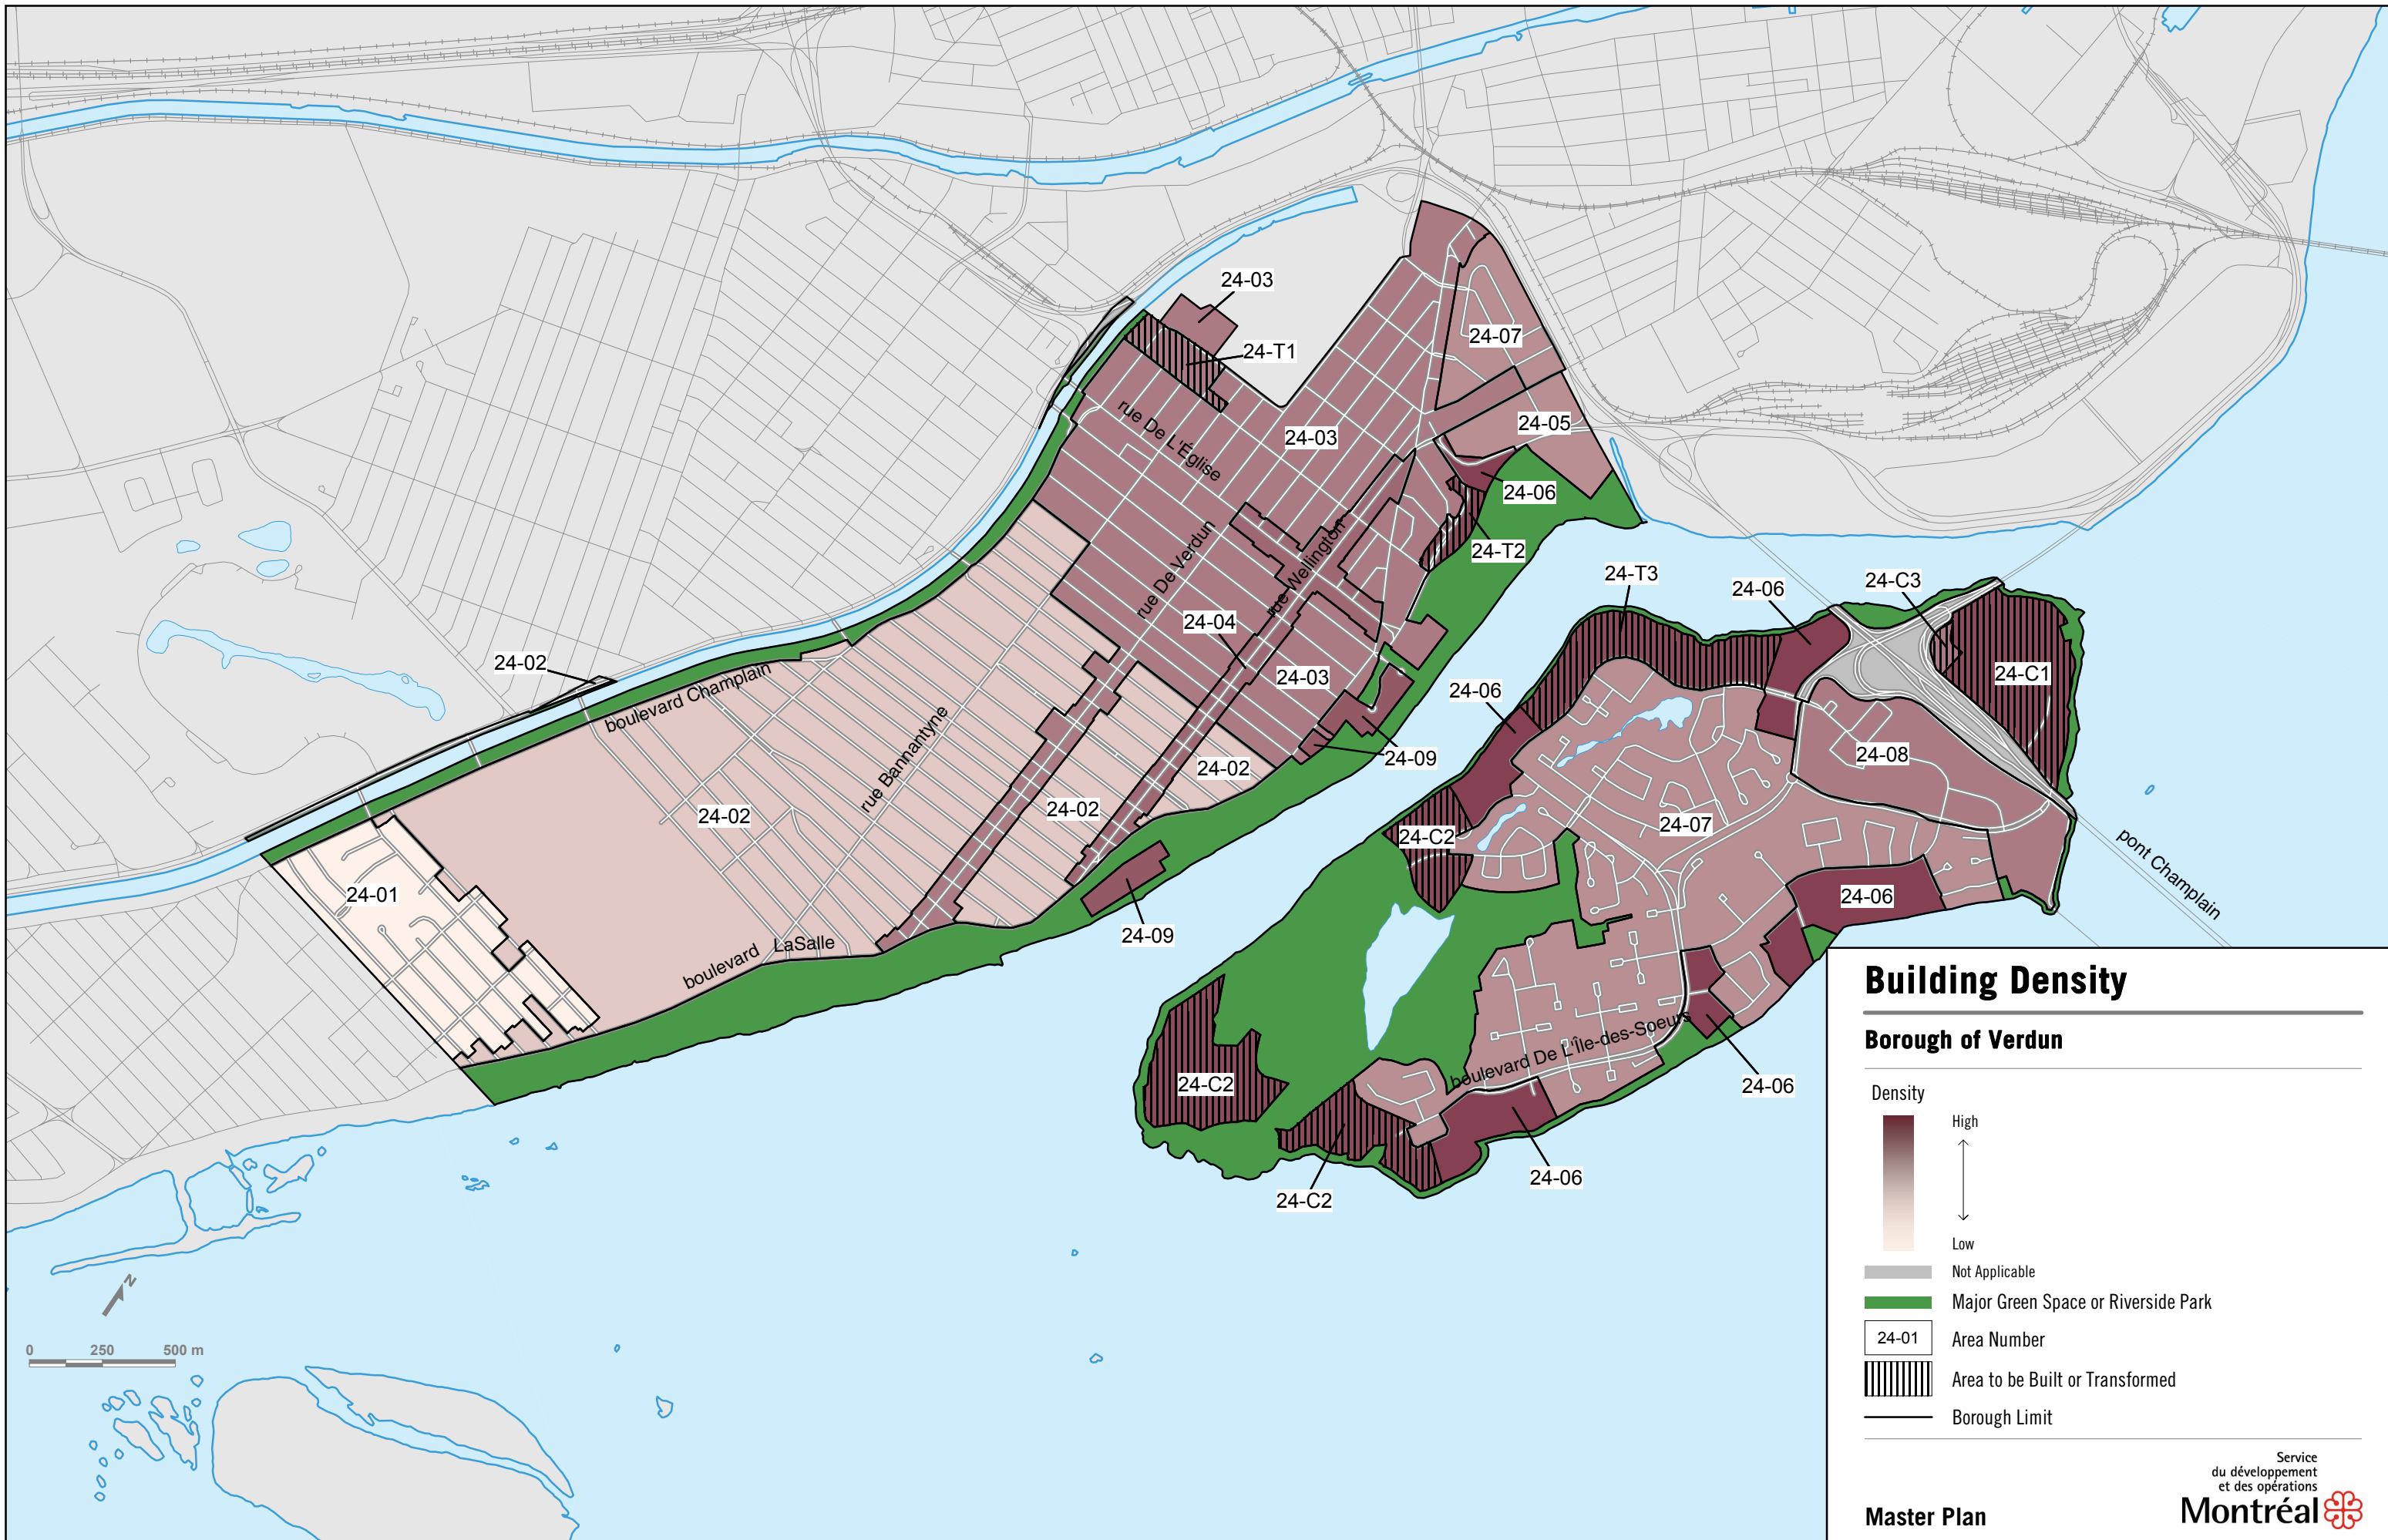 24-03
24-T1
24-07
rue De L'Église
24-03
24-05
24-06
24-T2
rue De Verdun
rue Wellington
24-T3
24-06
24-C3
24-04
24-02
24-03
24-06
24-C1
boulevard Champlain
rue Bannantyne
24-09
24-02
24-08
24-02
24-02
24-07
24-C2
pont Champlain
24-01
24-06
24-09
boulevard LaSalle
boulevard De L'Île-des-Soeurs
24-C2
24-06
24-06
24-C2
N
0 250 500 m
Building Density
Borough of Verdun
Density
High
Low
Not Applicable
Major Green Space or Riverside Park
24-01 Area Number
Area to be Built or Transformed
Borough Limit
Service
du développement
et des opérations
Montréal
Master Plan